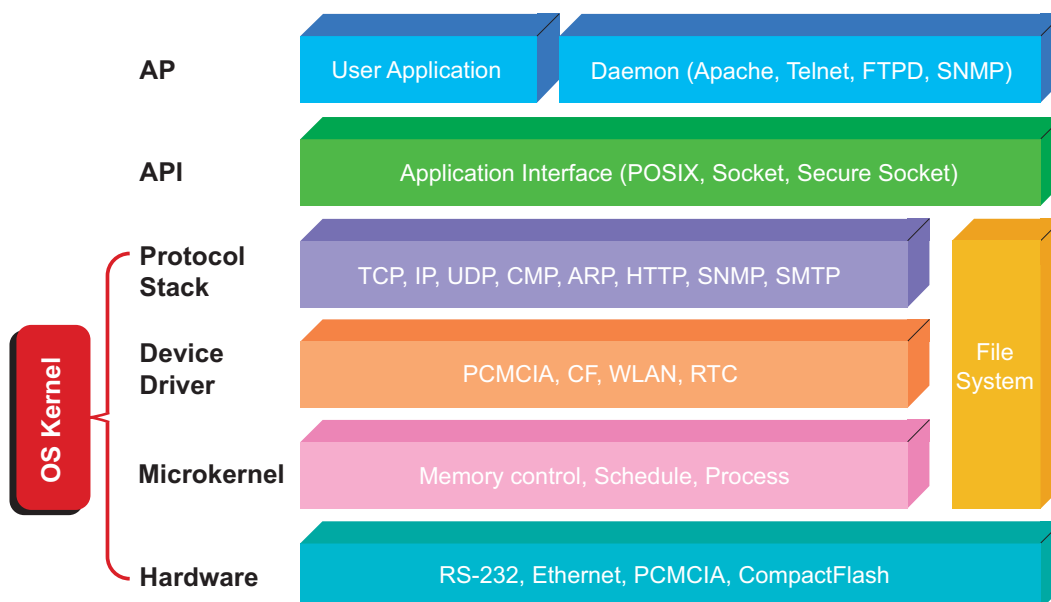 AP
User Application
Daemon (Apache, Telnet, FTPD, SNMP)
API
Application Interface (POSIX, Socket, Secure Socket)
OS Kernel
Protocol
Stack
TCP, IP, UDP, CMP, ARP, HTTP, SNMP, SMTP
File
System
Device
Driver
PCMCIA, CF, WLAN, RTC
Microkernel
Memory control, Schedule, Process
Hardware
RS-232, Ethernet, PCMCIA, CompactFlash